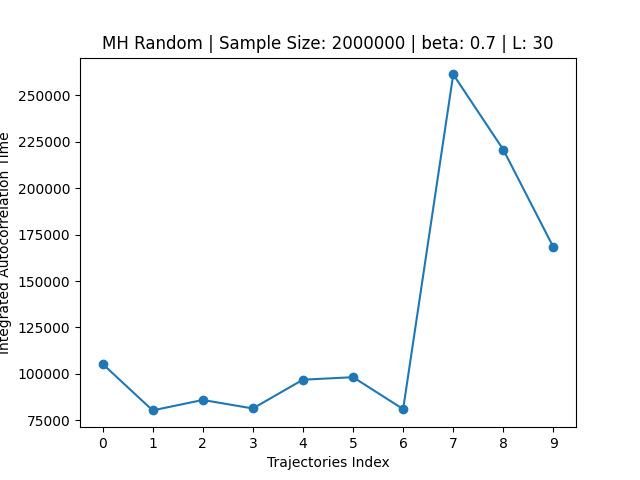 MH Random | Sample Size: 2000000 | beta: 0.7 | L: 30
Integrated Autocorrelation Time
250000
225000
200000
175000
150000
125000
100000
75000
0 1 2 3 4 5 6 7 8 9
Trajectories Index